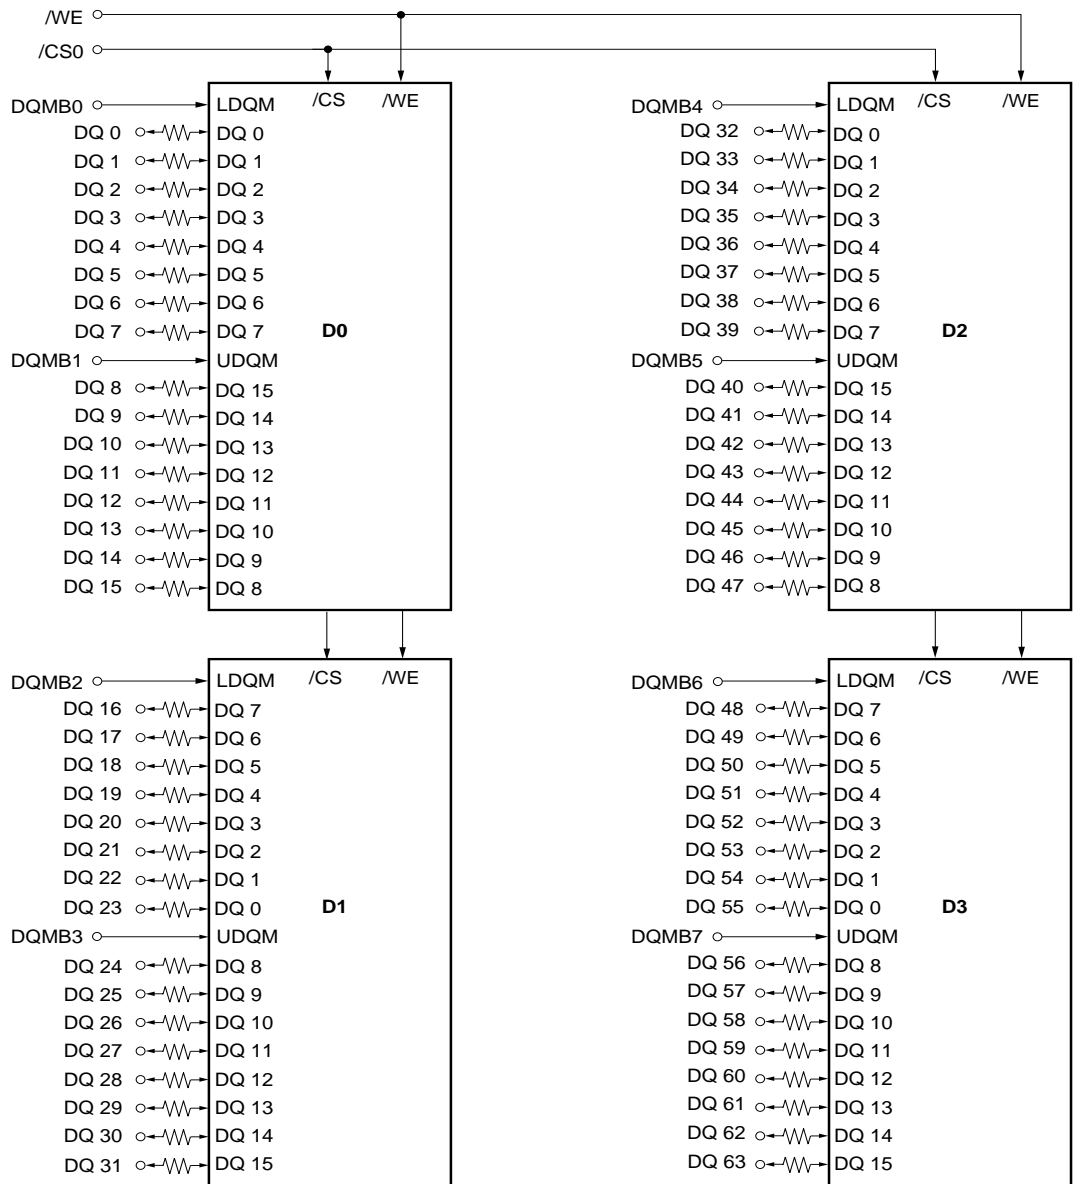 /WE
/CS0
DQMB0 LDQM /CS /WE
DQ 0 DQ 0
DQ 1 DQ 1
DQ 2 DQ 2
DQ 3 DQ 3
DQ 4 DQ 4
DQ 5 DQ 5
DQ 6 DQ 6
DQ 7 DQ 7 D0
DQMB1 UDQM
DQ 8 DQ 15
DQ 9 DQ 14
DQ 10 DQ 13
DQ 11 DQ 12
DQ 12 DQ 11
DQ 13 DQ 10
DQ 14 DQ 9
DQ 15 DQ 8
DQMB4 LDQM /CS /WE
DQ 32 DQ 0
DQ 33 DQ 1
DQ 34 DQ 2
DQ 35 DQ 3
DQ 36 DQ 4
DQ 37 DQ 5
DQ 38 DQ 6
DQ 39 DQ 7 D2
DQMB5 UDQM
DQ 40 DQ 15
DQ 41 DQ 14
DQ 42 DQ 13
DQ 43 DQ 12
DQ 44 DQ 11
DQ 45 DQ 10
DQ 46 DQ 9
DQ 47 DQ 8
DQMB2 LDQM /CS /WE
DQ 16 DQ 7
DQ 17 DQ 6
DQ 18 DQ 5
DQ 19 DQ 4
DQ 20 DQ 3
DQ 21 DQ 2
DQ 22 DQ 1
DQ 23 DQ 0 D1
DQMB3 UDQM
DQ 24 DQ 8
DQ 25 DQ 9
DQ 26 DQ 10
DQ 27 DQ 11
DQ 28 DQ 12
DQ 29 DQ 13
DQ 30 DQ 14
DQ 31 DQ 15
DQMB6 LDQM /CS /WE
DQ 48 DQ 7
DQ 49 DQ 6
DQ 50 DQ 5
DQ 51 DQ 4
DQ 52 DQ 3
DQ 53 DQ 2
DQ 54 DQ 1
DQ 55 DQ 0 D3
DQMB7 UDQM
DQ 56 DQ 8
DQ 57 DQ 9
DQ 58 DQ 10
DQ 59 DQ 11
DQ 60 DQ 12
DQ 61 DQ 13
DQ 62 DQ 14
DQ 63 DQ 15